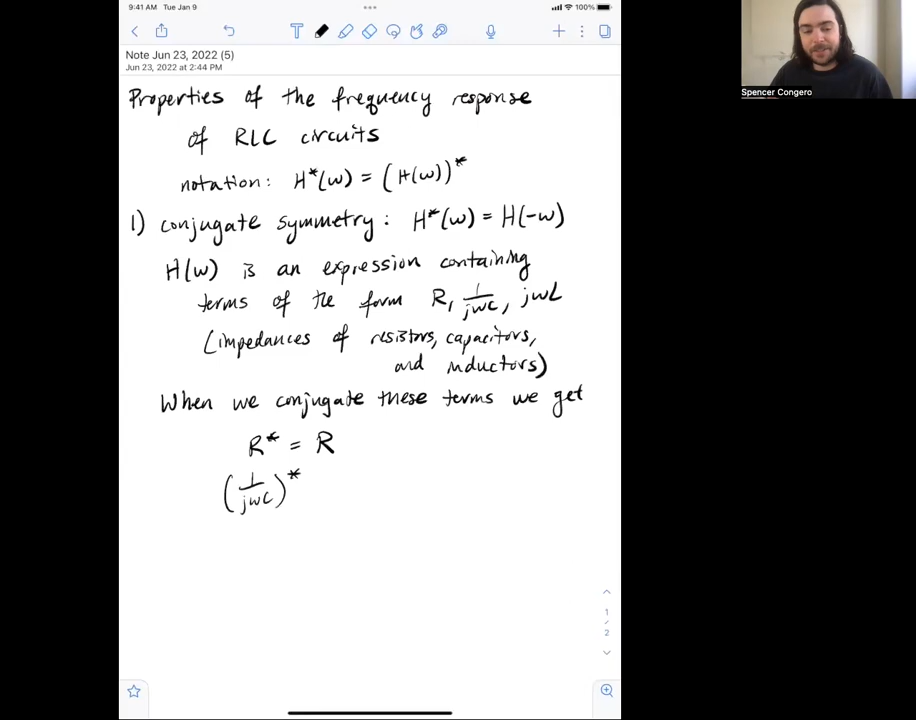 9:41 AM Tue Jan 9
100%
Note Jun 23, 2022 (5)
Jun 23, 2022 at 2:44 PM
Spencer Congero
Properties of the frequency response
of RLC circuits
notation: H*(ω) = (H(ω))*
1) conjugate symmetry: H*(ω) = H(-ω)
H(ω) is an expression containing
terms of the form R, 1/jωC, jωL
(impedances of resistors, capacitors,
and inductors)
When we conjugate these terms we get
R* = R
(1/jωC)*
1
/
2